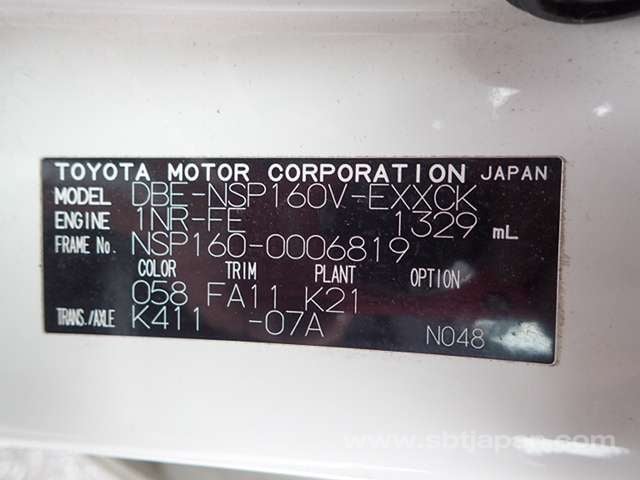 TOYOTA MOTOR CORPORATION JAPAN
MODEL DBE-NSP160V-EXXCK
ENGINE 1NR-FE 1329 mL
FRAME No. NSP160-0006819
COLOR TRIM PLANT OPTION
058 FA11 K21
TRANS./AXLE K411 -07A N048
www.sbtjapan.com